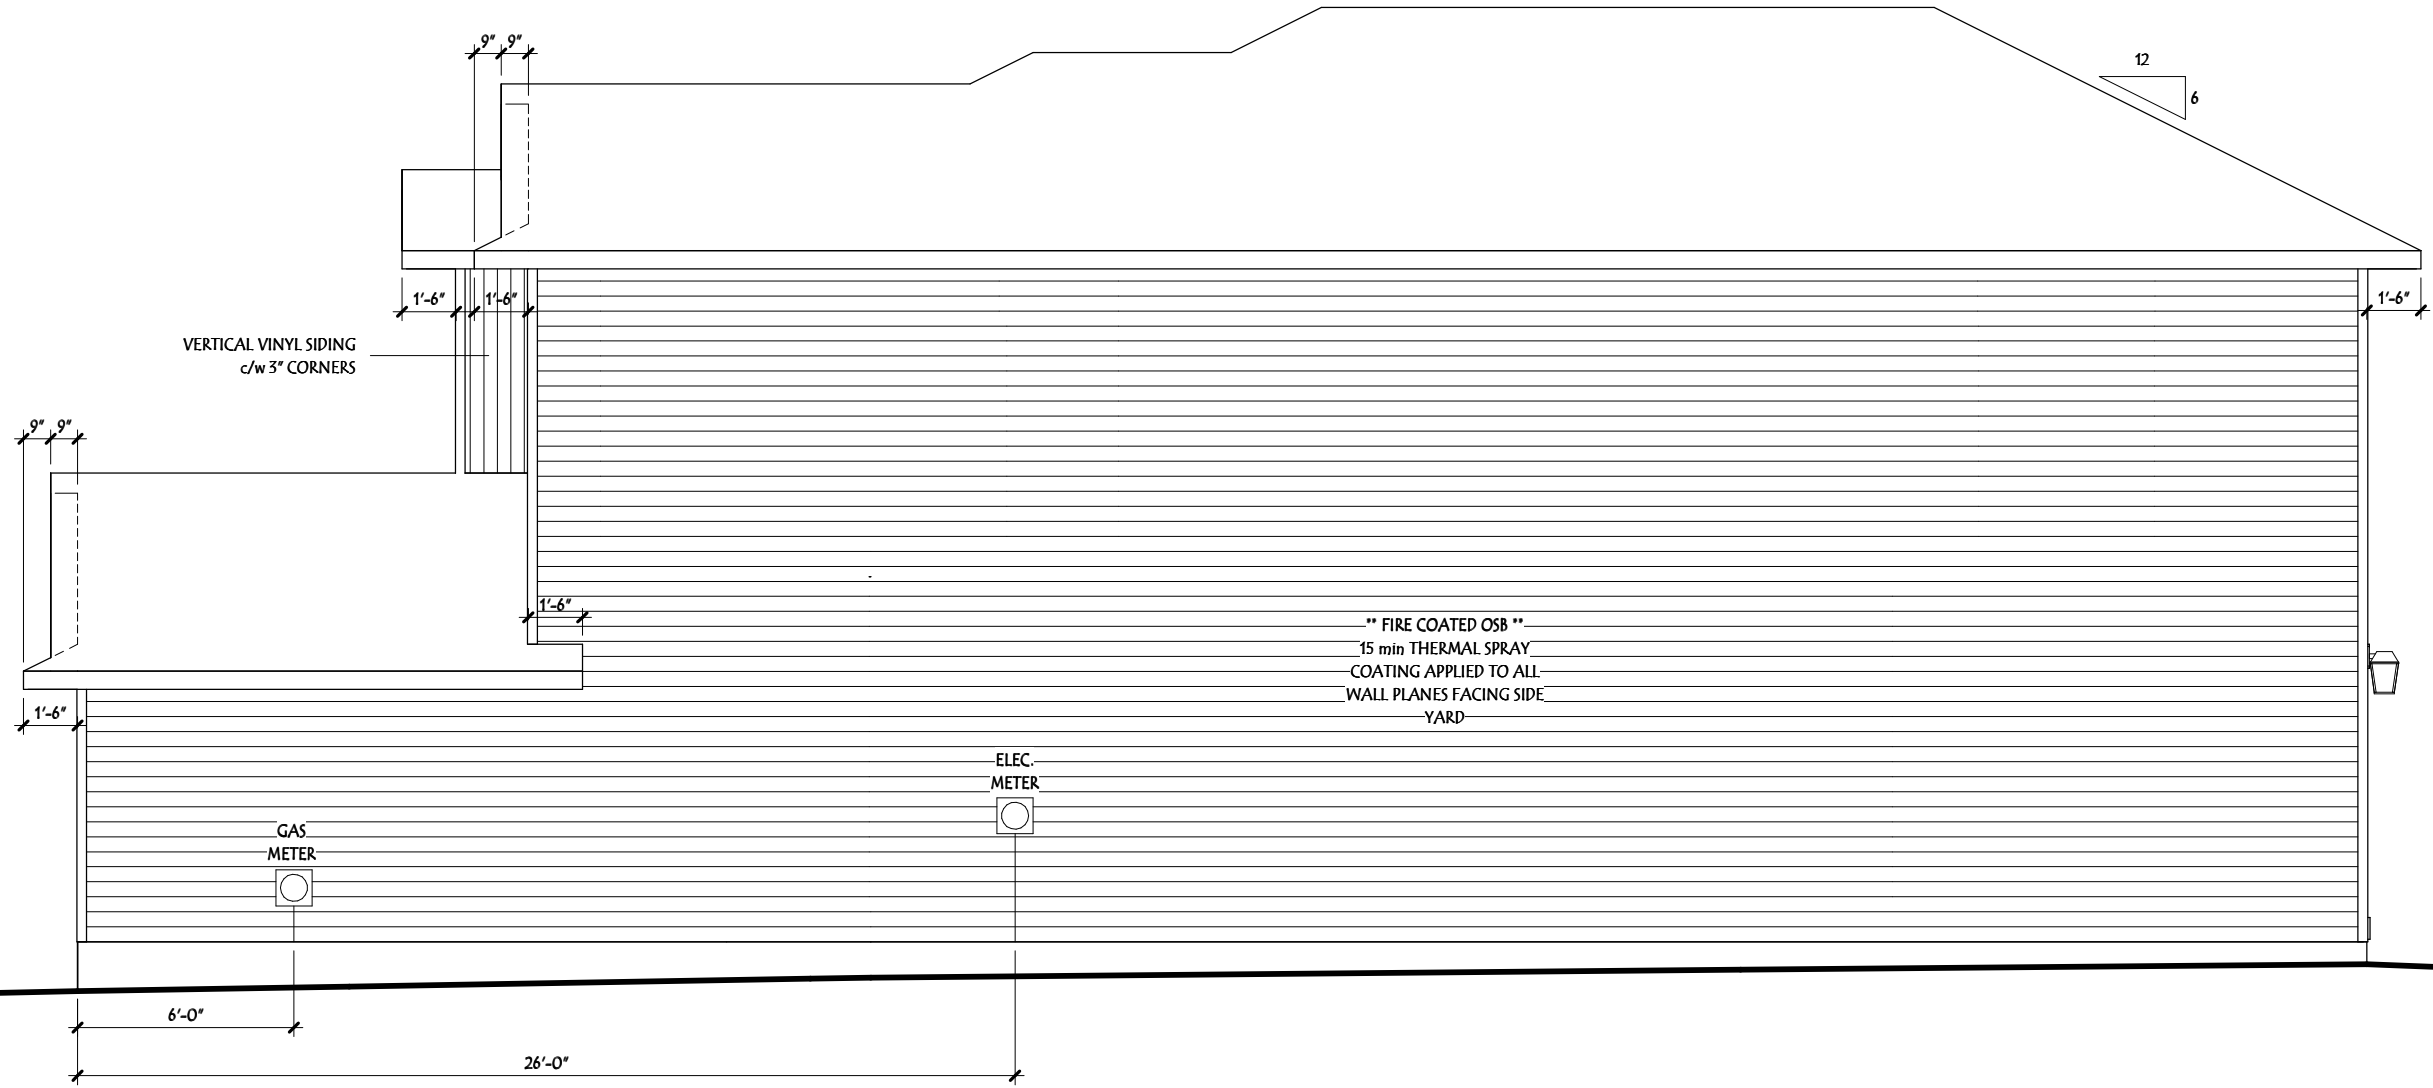 9" 9"
12
6
1'-6" 1'-6" 1'-6"
VERTICAL VINYL SIDING
c/w 3" CORNERS
9" 9"
1'-6"
** FIRE COATED OSB **
15 min THERMAL SPRAY
COATING APPLIED TO ALL
WALL PLANES FACING SIDE
YARD
1'-6"
ELEC.
METER
GAS
METER
6'-0"
26'-0"